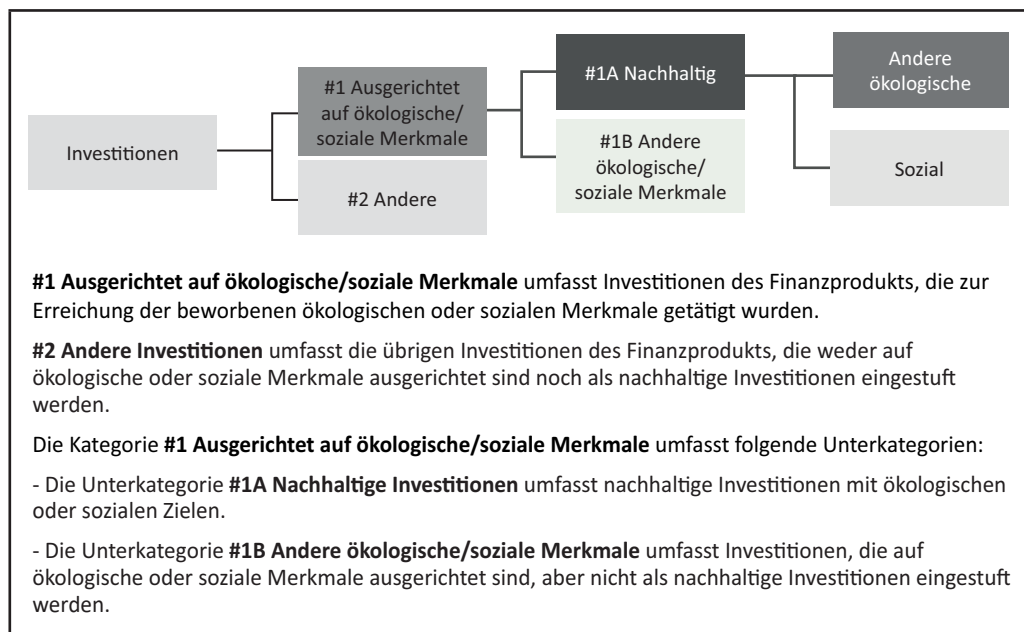 Investitionen
#1 Ausgerichtet
auf ökologische/
soziale Merkmale
#2 Andere
#1A Nachhaltig
#1B Andere
ökologische/
soziale Merkmale
Andere
ökologische
Sozial
#1 Ausgerichtet auf ökologische/soziale Merkmale umfasst Investitionen des Finanzprodukts, die zur
Erreichung der beworbenen ökologischen oder sozialen Merkmale getätigt wurden.
#2 Andere Investitionen umfasst die übrigen Investitionen des Finanzprodukts, die weder auf
ökologische oder soziale Merkmale ausgerichtet sind noch als nachhaltige Investitionen eingestuft
werden.
Die Kategorie #1 Ausgerichtet auf ökologische/soziale Merkmale umfasst folgende Unterkategorien:
- Die Unterkategorie #1A Nachhaltige Investitionen umfasst nachhaltige Investitionen mit ökologischen
oder sozialen Zielen.
- Die Unterkategorie #1B Andere ökologische/soziale Merkmale umfasst Investitionen, die auf
ökologische oder soziale Merkmale ausgerichtet sind, aber nicht als nachhaltige Investitionen eingestuft
werden.